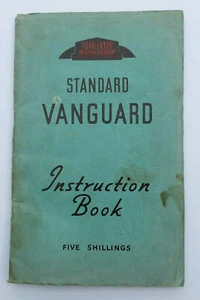 STANDARD
VANGUARD
Instruction
Book
FIVE SHILLINGS